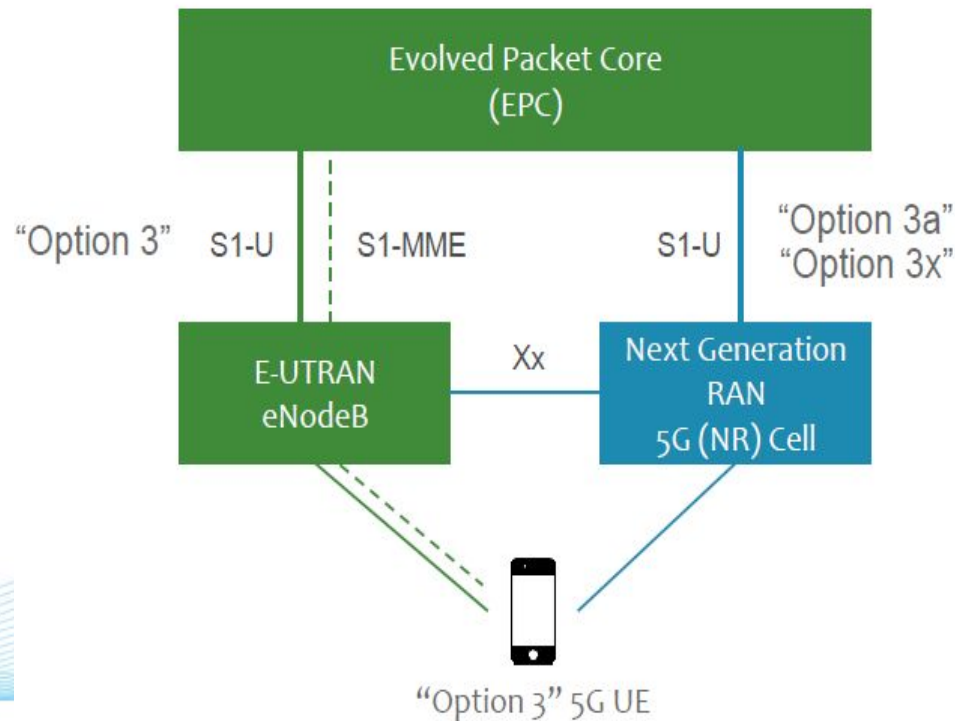 Evolved Packet Core
(EPC)
“Option 3”
S1-U
S1-MME
S1-U
“Option 3a”
“Option 3x”
E-UTRAN
eNodeB
Xx
Next Generation
RAN
5G (NR) Cell
“Option 3” 5G UE